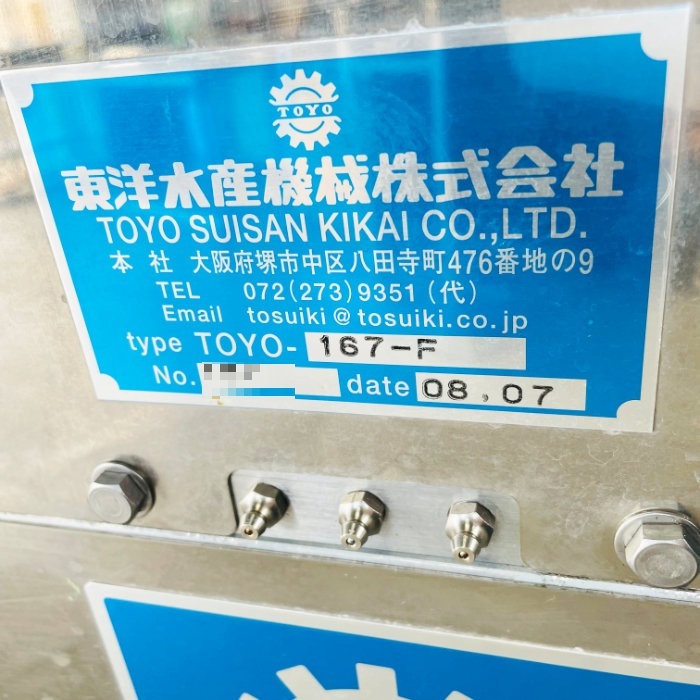 TOYO
東洋水産機械株式会社
TOYO SUISAN KIKAI CO.,LTD.
本 社 大阪府堺市中区八田寺町476番地の9
TEL 072(273)9351(代)
Email tosuiki@tosuiki.co.jp
type TOYO- 167-F
No. date 08.07